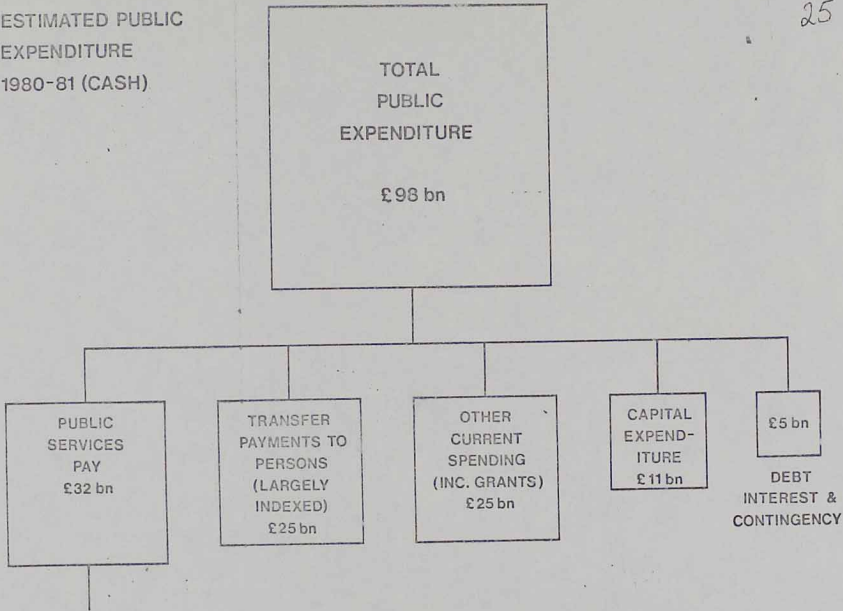 ESTIMATED PUBLIC
EXPENDITURE
1980-81 (CASH)
25
TOTAL
PUBLIC
EXPENDITURE
£98 bn
PUBLIC
SERVICES
PAY
£32 bn
TRANSFER
PAYMENTS TO
PERSONS
(LARGELY
INDEXED)
£25 bn
OTHER
CURRENT
SPENDING
(INC. GRANTS)
£25 bn
CAPITAL
EXPEND-
ITURE
£11 bn
£5 bn
DEBT
INTEREST &
CONTINGENCY